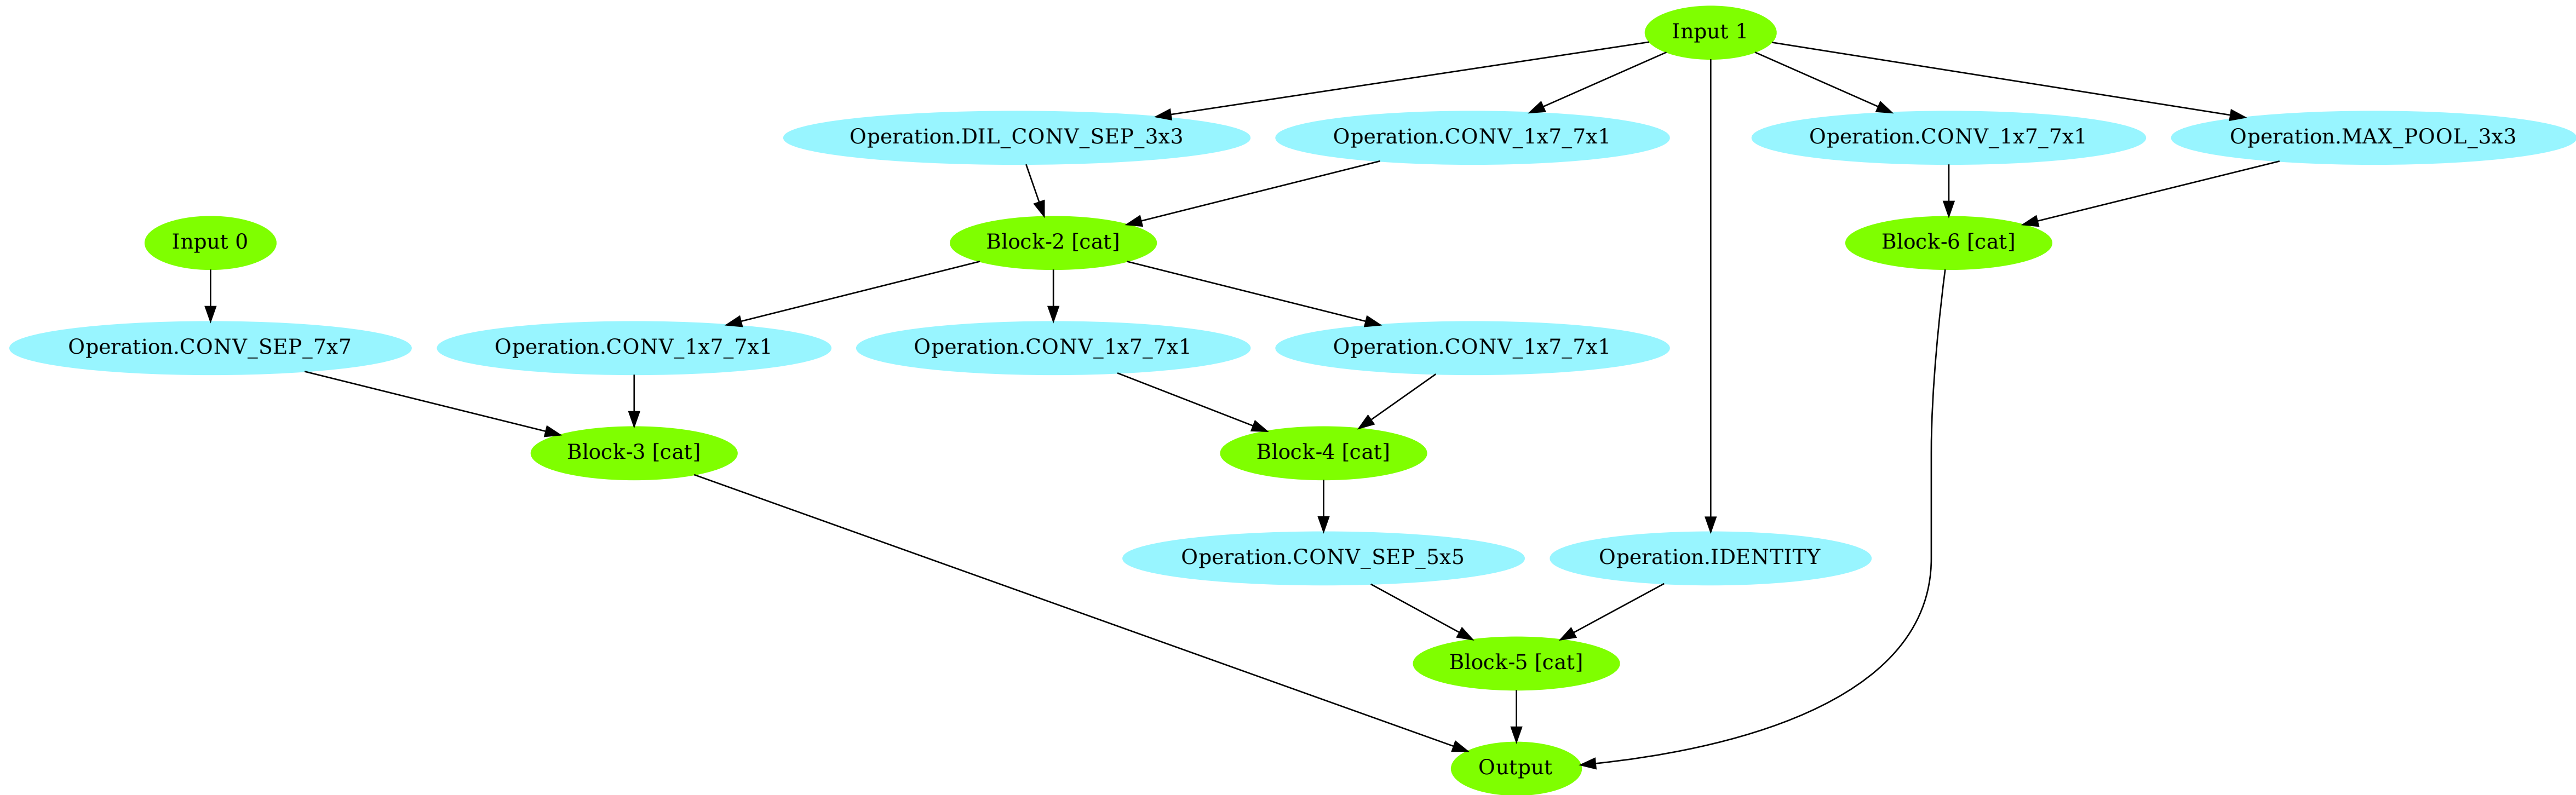 Input 1
Operation.DIL_CONV_SEP_3x3
Operation.CONV_1x7_7x1
Operation.CONV_1x7_7x1
Operation.MAX_POOL_3x3
Input 0
Block-2 [cat]
Block-6 [cat]
Operation.CONV_SEP_7x7
Operation.CONV_1x7_7x1
Operation.CONV_1x7_7x1
Operation.CONV_1x7_7x1
Block-3 [cat]
Block-4 [cat]
Operation.CONV_SEP_5x5
Operation.IDENTITY
Block-5 [cat]
Output